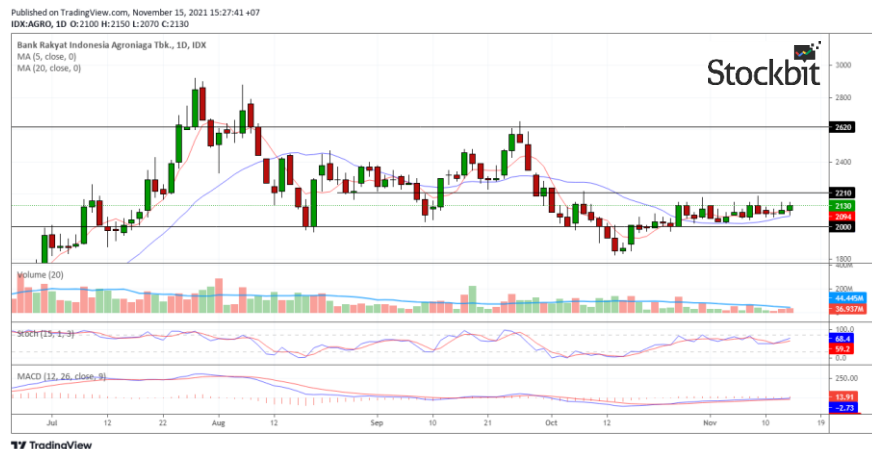 Published on TradingView.com, November 15, 2021 15:27:41 +07
IDX:AGRO, 1D O:2100 H:2150 L:2070 C:2130
Bank Rakyat Indonesia Agroniaga Tbk., 1D, IDX
MA (5, close, 0)
MA (20, close, 0)
Stockbit
3000
2800
2620
2400
2210
2130
2094
2000
1800
Volume (20)
400M
200M
44.445M
36.937M
Stoch (15, 1, 3)
100.0
68.4
59.2
0.0
MACD (12, 26, close, 9)
250.00
13.91
−2.73
Jul 12 22 Aug 12 Sep 10 21 Oct 12 Nov 10 19
TradingView